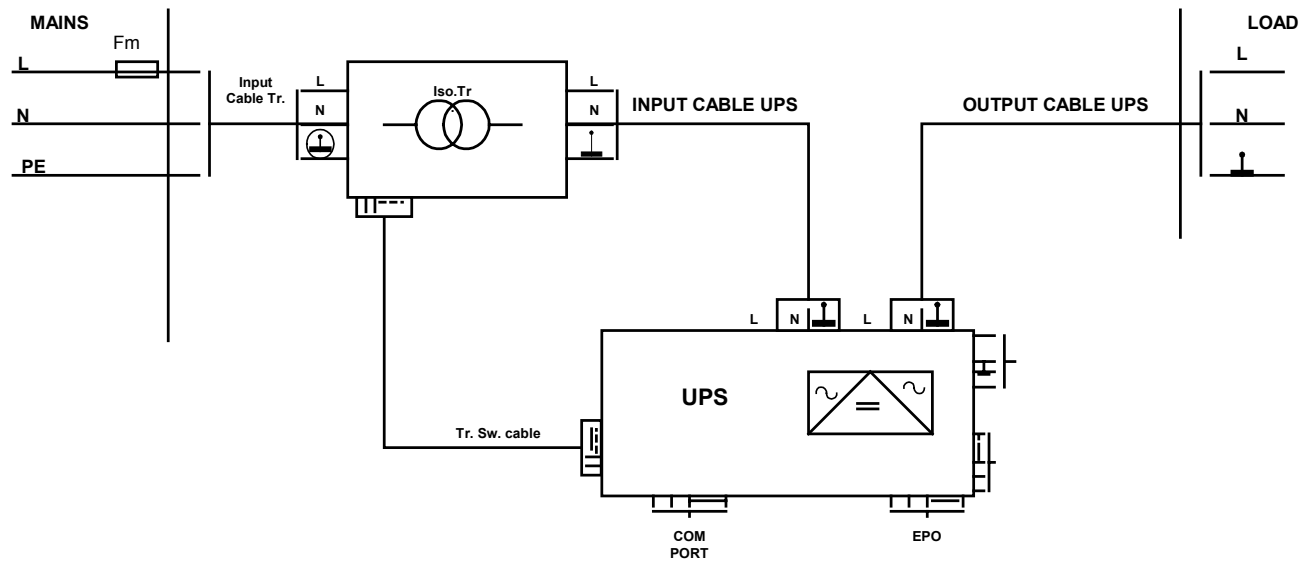 MAINS
LOAD
Fm
L
L
Input
Cable Tr.
L
Iso.Tr
L
N
N
N
INPUT CABLE UPS
OUTPUT CABLE UPS
N
PE
L
N
L
N
UPS
Tr. Sw. cable
COM
PORT
EPO